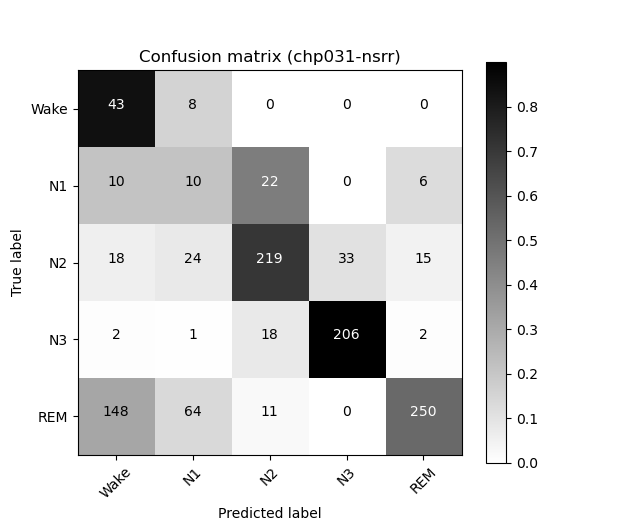 Confusion matrix (chp031-nsrr)
Wake 43 8 0 0 0
N1 10 10 22 0 6
N2 18 24 219 33 15
N3 2 1 18 206 2
REM 148 64 11 0 250
Wake N1 N2 N3 REM
Predicted label
True label
0.8
0.7
0.6
0.5
0.4
0.3
0.2
0.1
0.0